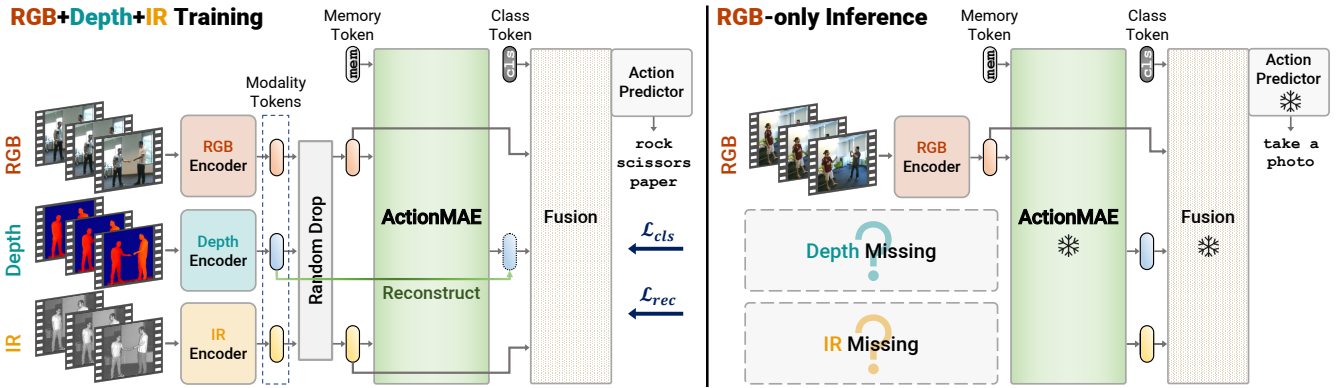 RGB+Depth+IR Training
Memory
Token
Class
Token
mem
cls
Modality
Tokens
Action
Predictor
RGB
RGB
Encoder
rock
scissors
paper
Random Drop
ActionMAE
Fusion
Depth
Depth
Encoder
ℒcls
Reconstruct
ℒrec
IR
IR
Encoder
RGB-only Inference
Memory
Token
Class
Token
mem
cls
Action
Predictor
RGB
RGB
Encoder
take a
photo
ActionMAE
Fusion
?
Depth Missing
?
IR Missing